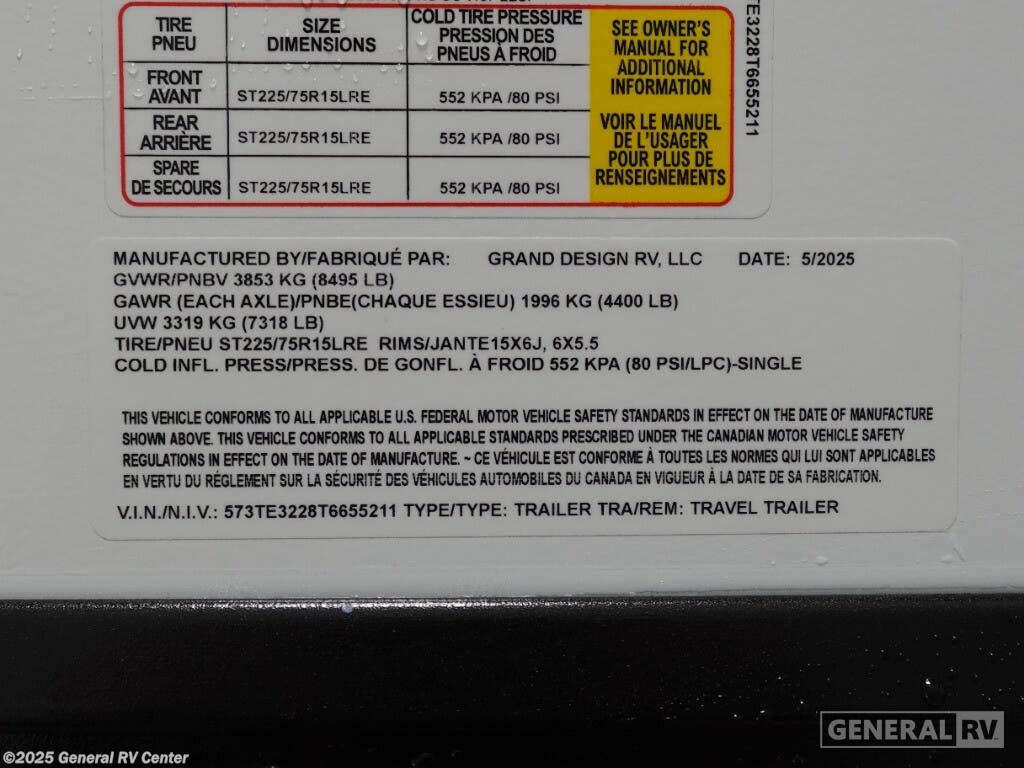 TIRE
PNEU
SIZE
DIMENSIONS
COLD TIRE PRESSURE
PRESSION DES
PNEUS À FROID
SEE OWNER'S
MANUAL FOR
ADDITIONAL
INFORMATION
FRONT
AVANT
ST225/75R15LRE
552 KPA /80 PSI
REAR
ARRIÈRE
ST225/75R15LRE
552 KPA /80 PSI
VOIR LE MANUEL
DE L'USAGER
POUR PLUS DE
RENSEIGNEMENTS
SPARE
DE SECOURS
ST225/75R15LRE
552 KPA /80 PSI
TE3228T6655211
MANUFACTURED BY/FABRIQUÉ PAR: GRAND DESIGN RV, LLC DATE: 5/2025
GVWR/PNBV 3853 KG (8495 LB)
GAWR (EACH AXLE)/PNBE(CHAQUE ESSIEU) 1996 KG (4400 LB)
UVW 3319 KG (7318 LB)
TIRE/PNEU ST225/75R15LRE RIMS/JANTE15X6J, 6X5.5
COLD INFL. PRESS/PRESS. DE GONFL. À FROID 552 KPA (80 PSI/LPC)-SINGLE
THIS VEHICLE CONFORMS TO ALL APPLICABLE U.S. FEDERAL MOTOR VEHICLE SAFETY STANDARDS IN EFFECT ON THE DATE OF MANUFACTURE
SHOWN ABOVE. THIS VEHICLE CONFORMS TO ALL APPLICABLE STANDARDS PRESCRIBED UNDER THE CANADIAN MOTOR VEHICLE SAFETY
REGULATIONS IN EFFECT ON THE DATE OF MANUFACTURE. ~ CE VÉHICULE EST CONFORME À TOUTES LES NORMES QUI LUI SONT APPLICABLES
EN VERTU DU RÉGLEMENT SUR LA SÉCURITÉ DES VÉHICULES AUTOMOBILES DU CANADA EN VIGUEUR À LA DATE DE SA FABRICATION.
V.I.N./N.I.V.: 573TE3228T6655211 TYPE/TYPE: TRAILER TRA/REM: TRAVEL TRAILER
GENERAL RV
©2025 General RV Center